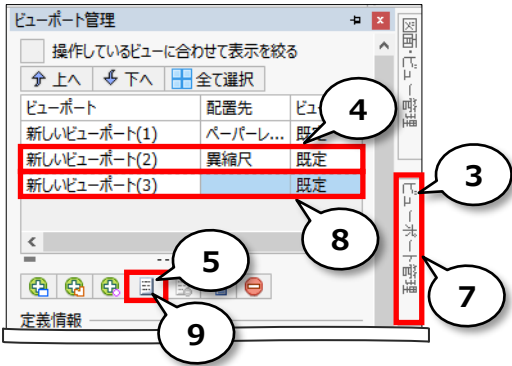 ビューポート管理
操作しているビューに合わせて表示を絞る
上へ 下へ 全て選択
ビューポート 配置先 ビュ
新しいビューポート(1) ペーパーレ... 既定
新しいビューポート(2) 異縮尺 既定
新しいビューポート(3) 既定
定義情報
図面・ビュー管理
ビューポート管理
4
3
8
5
7
9